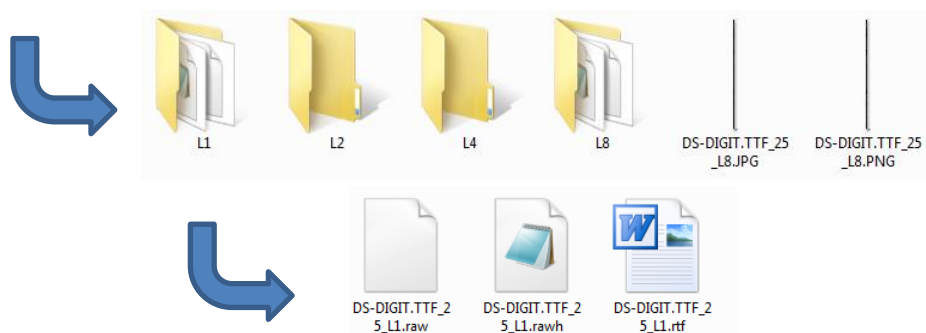 L1
L2
L4
L8
DS-DIGIT.TTF_25
_L8.JPG
DS-DIGIT.TTF_25
_L8.PNG
DS-DIGIT.TTF_2
5_L1.raw
DS-DIGIT.TTF_2
5_L1.rawh
DS-DIGIT.TTF_2
5_L1.rtf